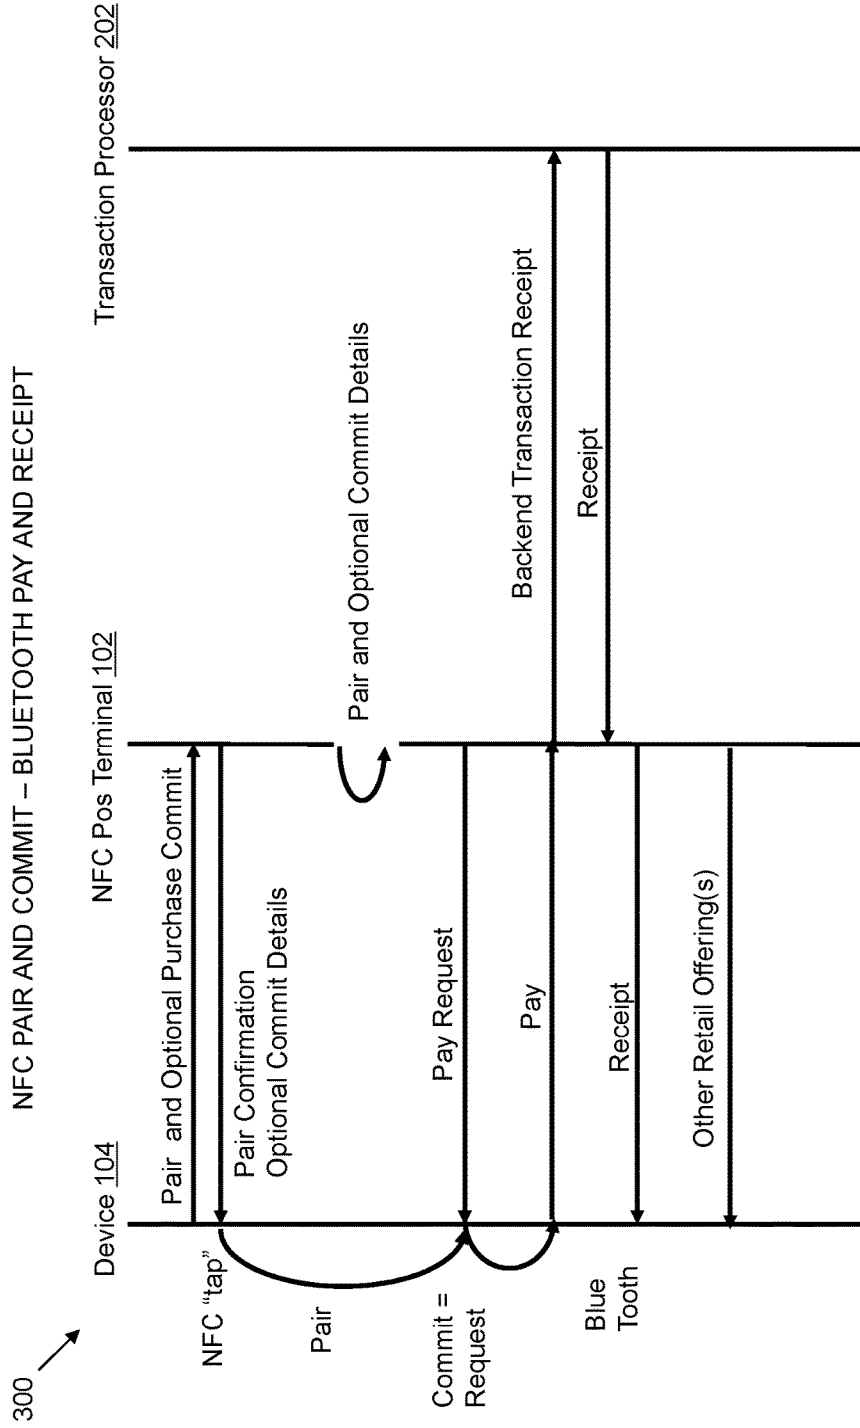 NFC PAIR AND COMMIT – BLUETOOTH PAY AND RECEIPT
300
Device 104
NFC Pos Terminal 102
Transaction Processor 202
NFC “tap”
Pair and Optional Purchase Commit
Pair Confirmation
Optional Commit Details
Pair
Pair and Optional Commit Details
Commit =
Request
Pay Request
Pay
Backend Transaction Receipt
Receipt
Blue
Tooth
Receipt
Other Retail Offering(s)